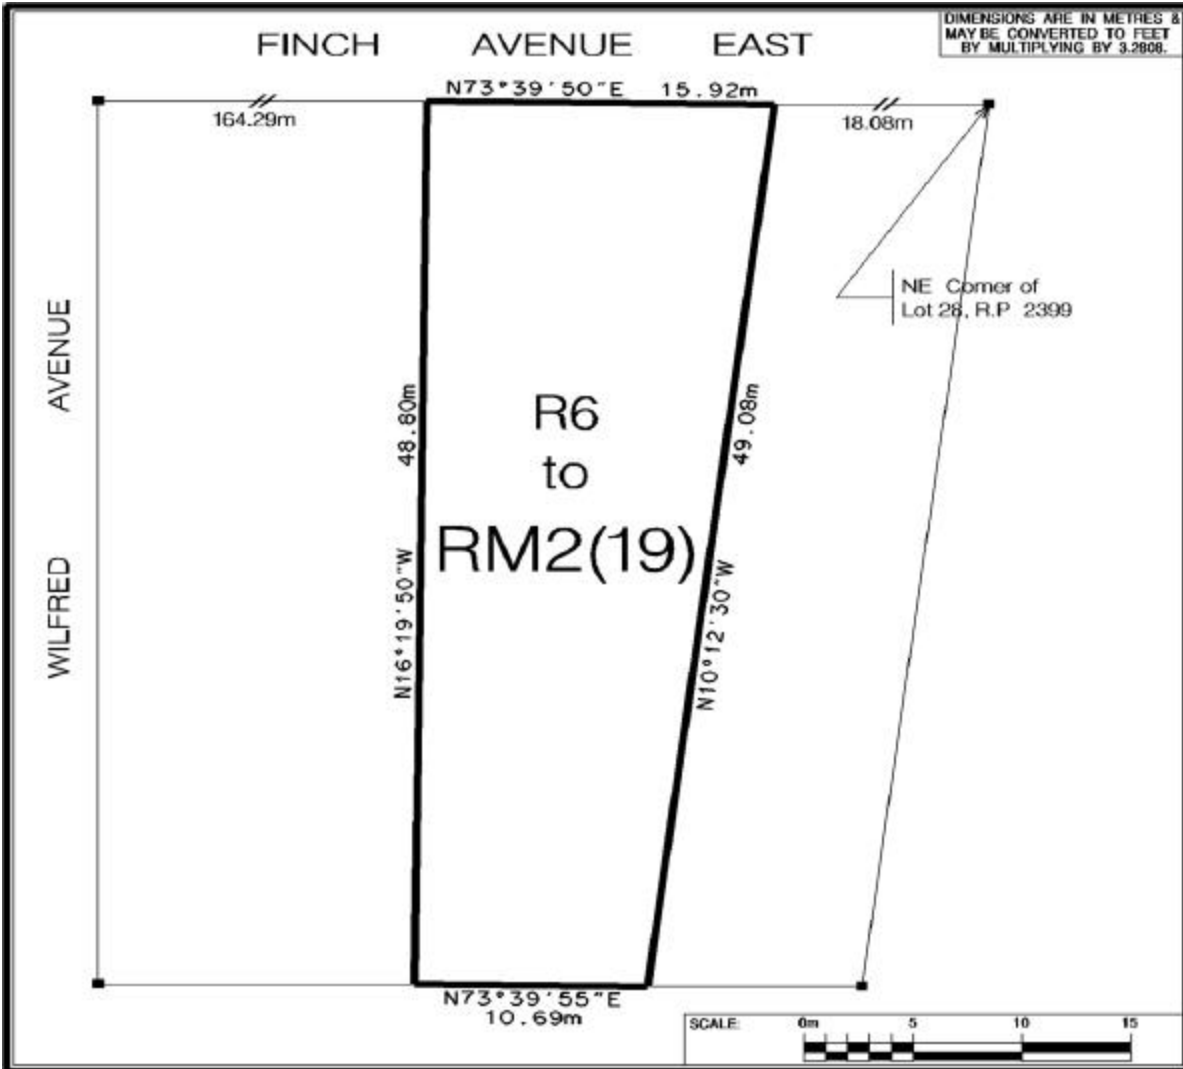 DIMENSIONS ARE IN METRES &
MAY BE CONVERTED TO FEET
BY MULTIPLYING BY 3.2808.
FINCH AVENUE EAST
N73°39'50"E 15.92m
164.29m
18.08m
NE Corner of
Lot 28, R.P 2399
WILFRED AVENUE
N16°19'50"W 48.80m
R6
to
RM2(19)
N10°12'30"W 49.08m
N73°39'55"E
10.69m
SCALE: 0m 5 10 15